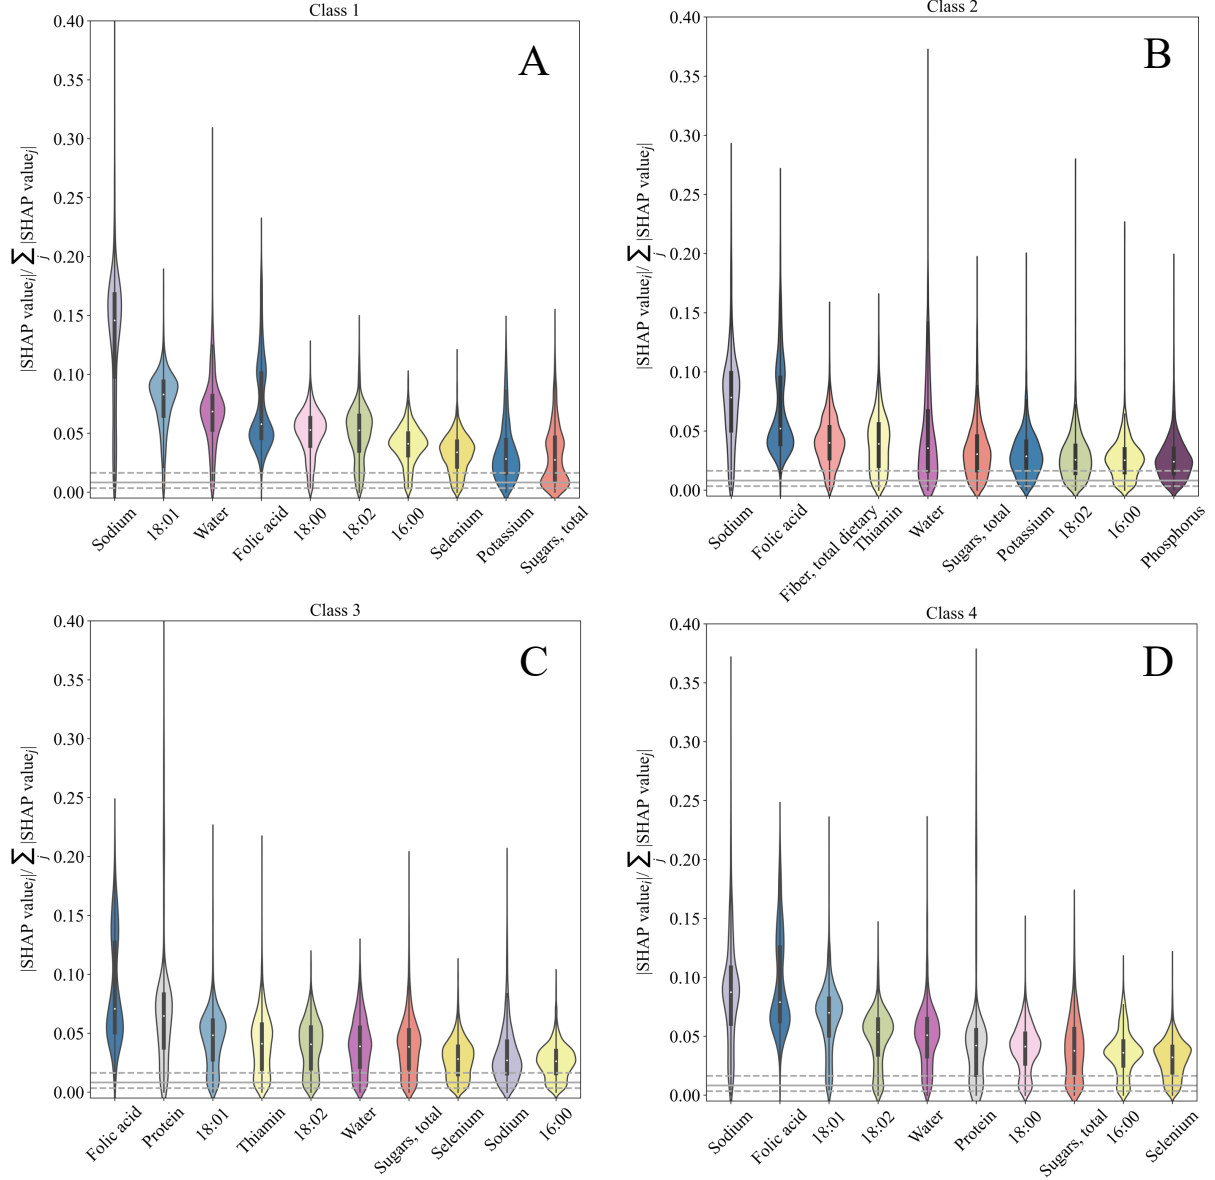 Class 1
A
0.40
0.35
0.30
0.25
0.20
0.15
0.10
0.05
0.00
|SHAP value_i|/ ∑_j |SHAP value_j|
Sodium
18:01
Water
Folic acid
18:00
18:02
16:00
Selenium
Potassium
Sugars, total
Class 2
B
0.40
0.35
0.30
0.25
0.20
0.15
0.10
0.05
0.00
|SHAP value_i|/ ∑_j |SHAP value_j|
Sodium
Folic acid
Fiber, total dietary
Thiamin
Water
Sugars, total
Potassium
18:02
16:00
Phosphorus
Class 3
C
0.40
0.35
0.30
0.25
0.20
0.15
0.10
0.05
0.00
|SHAP value_i|/ ∑_j |SHAP value_j|
Folic acid
Protein
18:01
Thiamin
18:02
Water
Sugars, total
Selenium
Sodium
16:00
Class 4
D
0.40
0.35
0.30
0.25
0.20
0.15
0.10
0.05
0.00
|SHAP value_i|/ ∑_j |SHAP value_j|
Sodium
Folic acid
18:01
18:02
Water
Protein
18:00
Sugars, total
16:00
Selenium